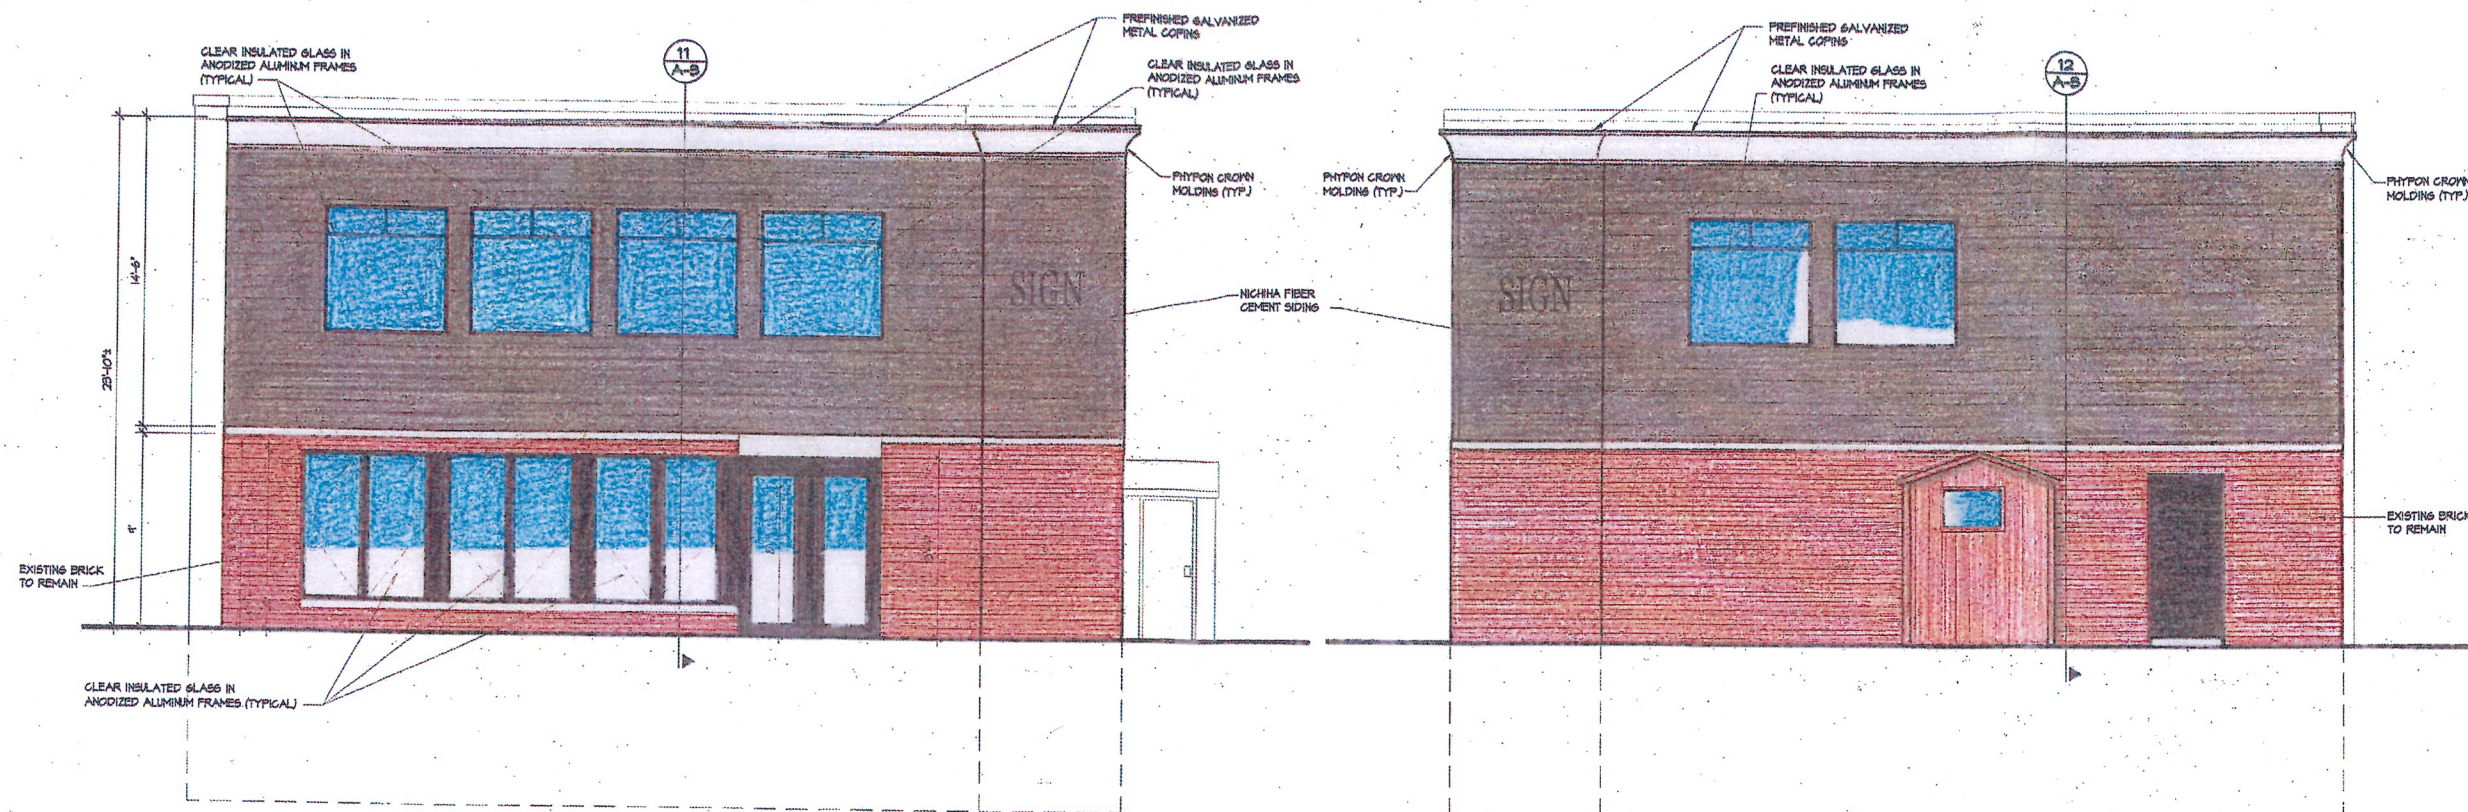 CLEAR INSULATED GLASS IN
ANODIZED ALUMINUM FRAMES
(TYPICAL)
11
A-3
PREFINISHED GALVANIZED
METAL COPING
CLEAR INSULATED GLASS IN
ANODIZED ALUMINUM FRAMES
(TYPICAL)
PHYPON CROWN
MOLDING (TYP.)
14'-6"
23'-10"±
9'
SIGN
NICHIHA FIBER
CEMENT SIDING
EXISTING BRICK
TO REMAIN
CLEAR INSULATED GLASS IN
ANODIZED ALUMINUM FRAMES (TYPICAL)
PREFINISHED GALVANIZED
METAL COPING
CLEAR INSULATED GLASS IN
ANODIZED ALUMINUM FRAMES
(TYPICAL)
12
A-3
PHYPON CROWN
MOLDING (TYP.)
PHYPON CROWN
MOLDING (TYP.)
SIGN
EXISTING BRICK
TO REMAIN